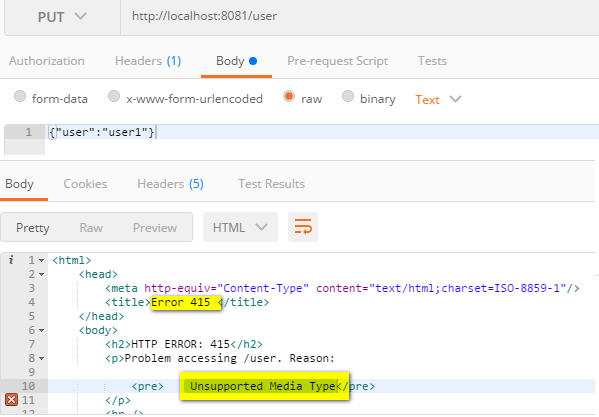 PUT http://localhost:8081/user
Authorization Headers (1) Body Pre-request Script Tests
form-data x-www-form-urlencoded raw binary Text
1 {"user":"user1"}
Body Cookies Headers (5) Test Results
Pretty Raw Preview HTML
i 1 <html>
2 <head>
3 <meta http-equiv="Content-Type" content="text/html;charset=ISO-8859-1"/>
4 <title>Error 415 </title>
5 </head>
6 <body>
7 <h2>HTTP ERROR: 415</h2>
8 <p>Problem accessing /user. Reason:
9
10 <pre> Unsupported Media Type</pre>
11 </p>
12 <hr />